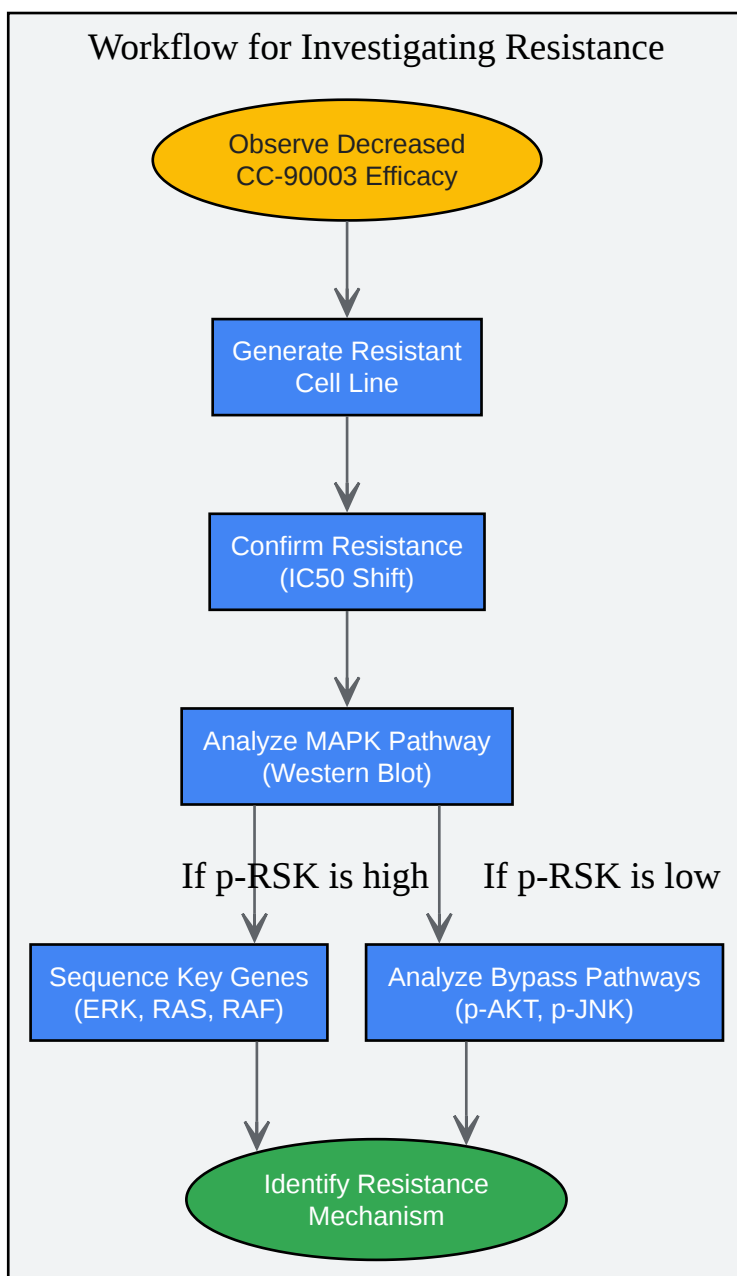 Workflow for Investigating Resistance
Observe Decreased
CC-90003 Efficacy
Generate Resistant
Cell Line
Confirm Resistance
(IC50 Shift)
Analyze MAPK Pathway
(Western Blot)
If p-RSK is high
If p-RSK is low
Sequence Key Genes
(ERK, RAS, RAF)
Analyze Bypass Pathways
(p-AKT, p-JNK)
Identify Resistance
Mechanism